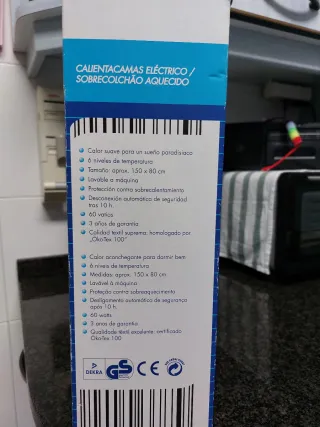 CALIENTACAMAS ELÉCTRICO /
SOBRECOLCHÃO AQUECIDO
Calor suave para un sueño paradisíaco
6 niveles de temperatura
Tamaño: aprox. 150 x 80 cm
Lavable a máquina
Protección contra sobrecalentamiento
Desconexión automática de seguridad
tras 10 h.
60 vatios
3 años de garantía
Calidad textil suprema: homologado por
„ÖkoTex 100"
Calor aconchegante para dormir bem
6 níveis de temperatura
Medidas: aprox. 150 x 80 cm
Lavável à máquina
Proteção contra sobreaquecimento
Desligamento automático de segurança
após 10 h.
60 watts
3 anos de garantia
Qualidade têxtil excelente: certificado
ÖkoTex 100
DEKRA
GS
CE